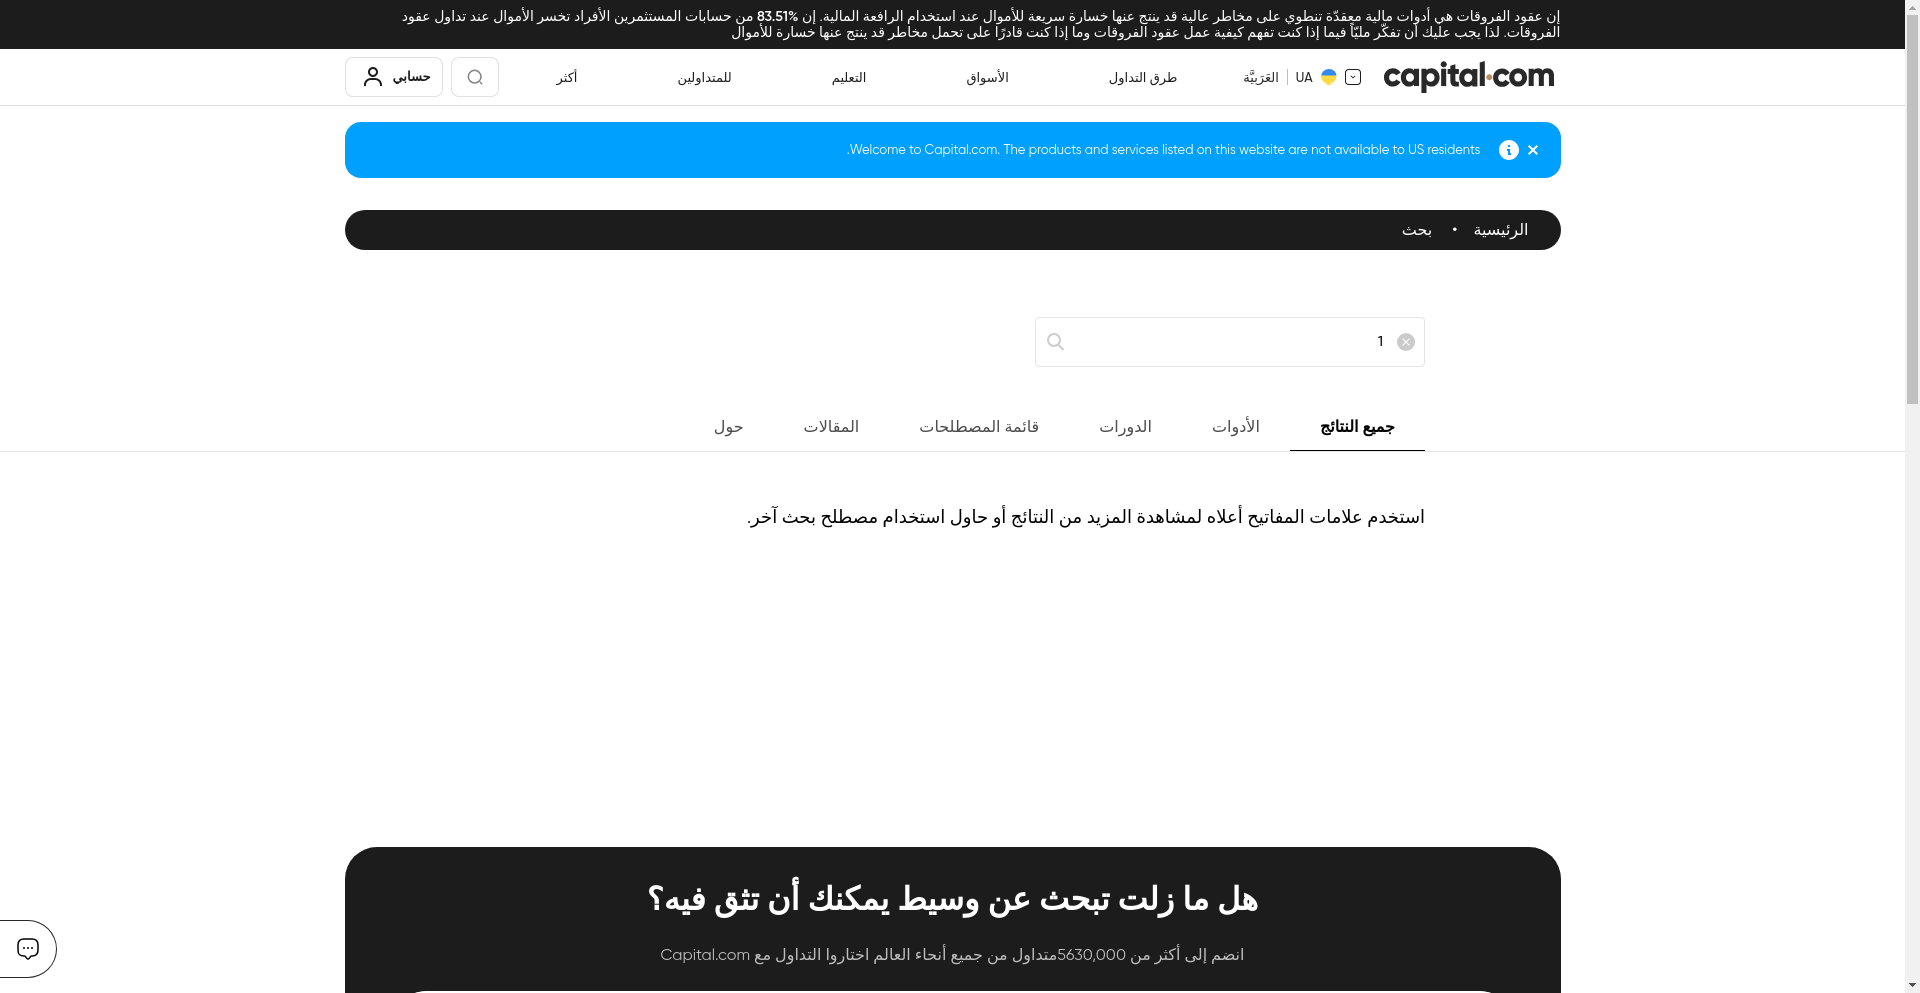 إن عقود الفروقات هي أدوات مالية معقدّة تنطوي على مخاطر عالية قد ينتج عنها خسارة سريعة للأموال عند استخدام الرافعة المالية. إن 83.51% من حسابات المستثمرين الأفراد تخسر الأموال عند تداول عقود
الفروقات. لذا يجب عليك أن تفكّر مليّاً فيما إذا كنت تفهم كيفية عمل عقود الفروقات وما إذا كنت قادرًا على تحمل مخاطر قد ينتج عنها خسارة للأموال
capital.com
UA
العَرَبيَّة
طرق التداول
الأسواق
التعليم
للمتداولين
أكثر
حسابي
Welcome to Capital.com. The products and services listed on this website are not available to US residents.
الرئيسية • بحث
1
جميع النتائج
الأدوات
الدورات
قائمة المصطلحات
المقالات
حول
استخدم علامات المفاتيح أعلاه لمشاهدة المزيد من النتائج أو حاول استخدام مصطلح بحث آخر.
هل ما زلت تبحث عن وسيط يمكنك أن تثق فيه؟
انضم إلى أكثر من 5630,000متداول من جميع أنحاء العالم اختاروا التداول مع Capital.com